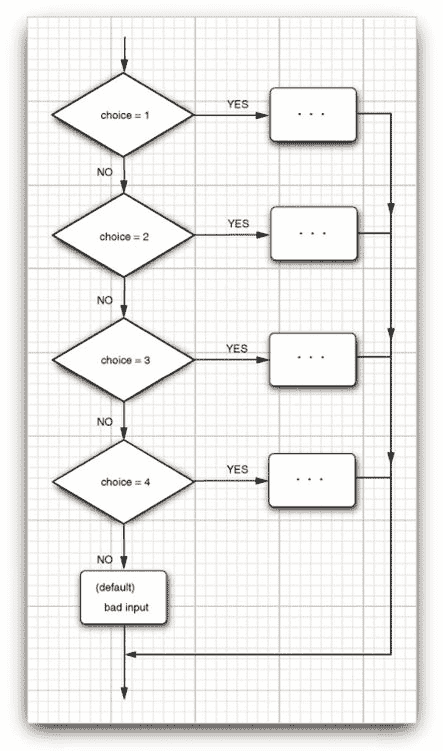 choice = 1
YES
. . .
NO
choice = 2
YES
. . .
NO
choice = 3
YES
. . .
NO
choice = 4
YES
. . .
NO
(default)
bad input